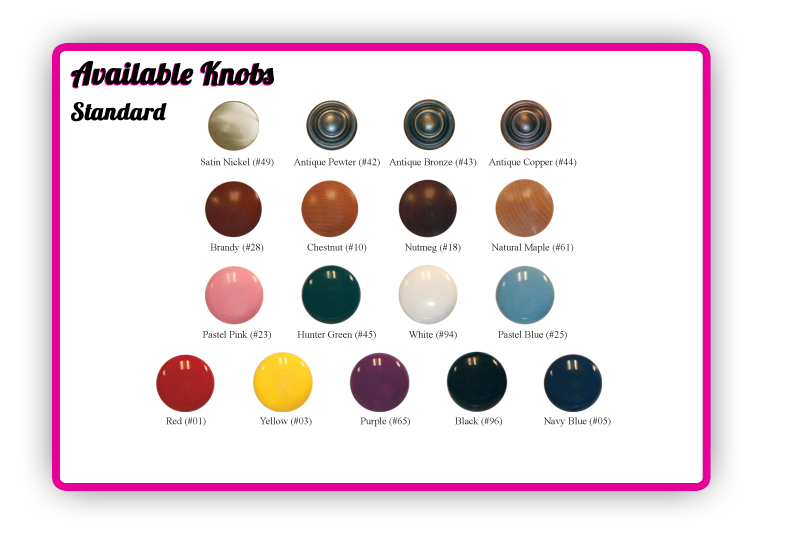 Available Knobs
Standard
Satin Nickel (#49) Antique Pewter (#42) Antique Bronze (#43) Antique Copper (#44)
Brandy (#28) Chestnut (#10) Nutmeg (#18) Natural Maple (#61)
Pastel Pink (#23) Hunter Green (#45) White (#94) Pastel Blue (#25)
Red (#01) Yellow (#03) Purple (#65) Black (#96) Navy Blue (#05)